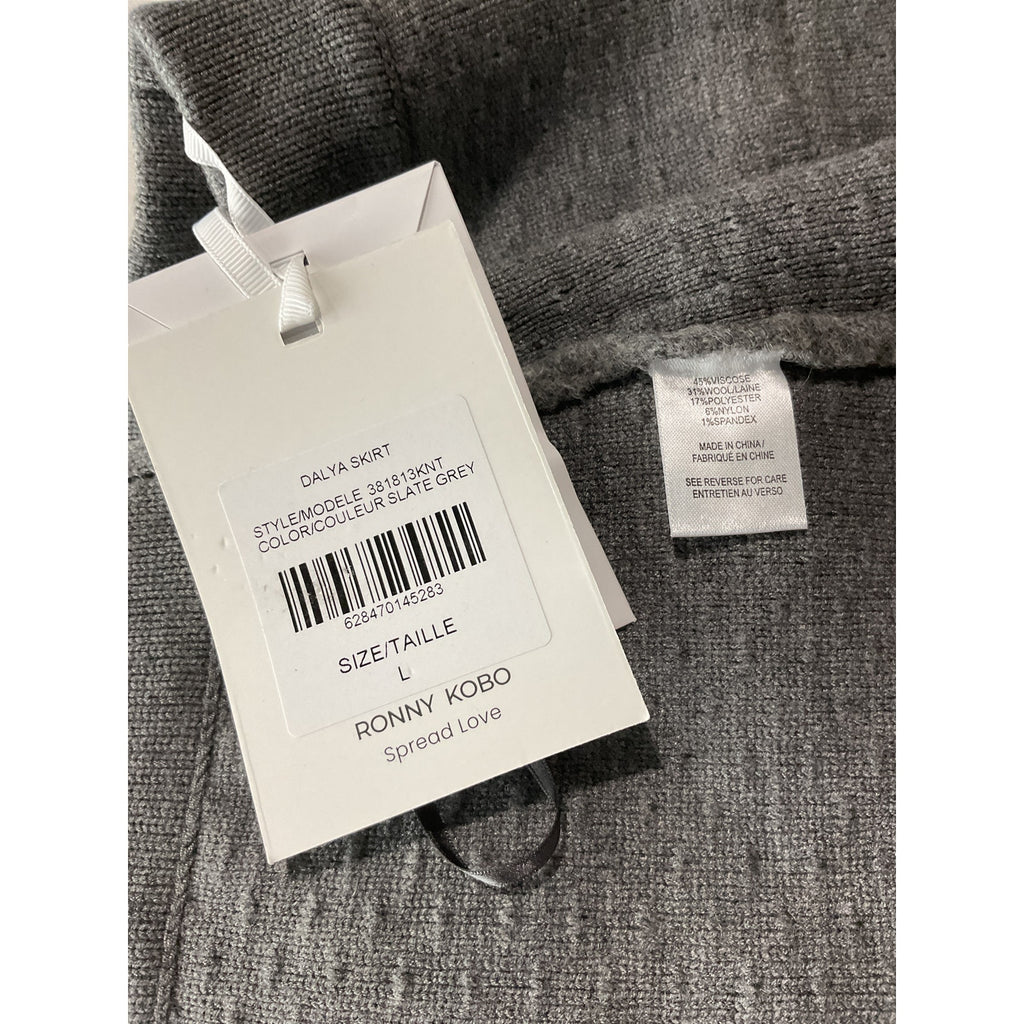 DALYA SKIRT
STYLE/MODELE 381813KNT
COLOR/COULEUR SLATE GREY
628470145283
SIZE/TAILLE
L
RONNY KOBO
Spread Love
45%VISCOSE
31%WOOL/LAINE
17%POLYESTER
6%NYLON
1%SPANDEX
MADE IN CHINA /
FABRIQUÉ EN CHINE
SEE REVERSE FOR CARE
ENTRETIEN AU VERSO